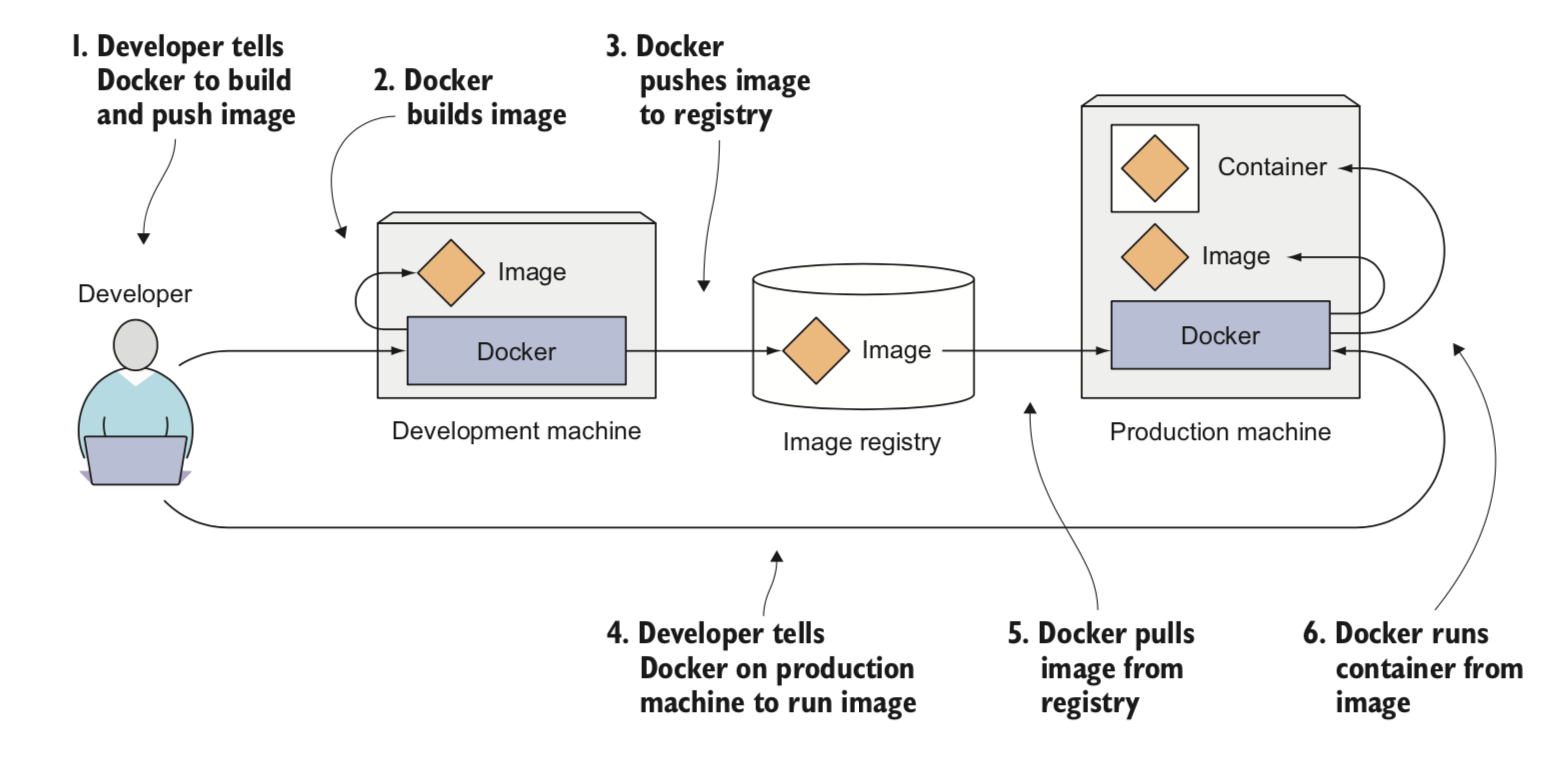 1. Developer tells
Docker to build
and push image
2. Docker
builds image
3. Docker
pushes image
to registry
Developer
Image
Docker
Development machine
Image
Image registry
Container
Image
Docker
Production machine
4. Developer tells
Docker on production
machine to run image
5. Docker pulls
image from
registry
6. Docker runs
container from
image